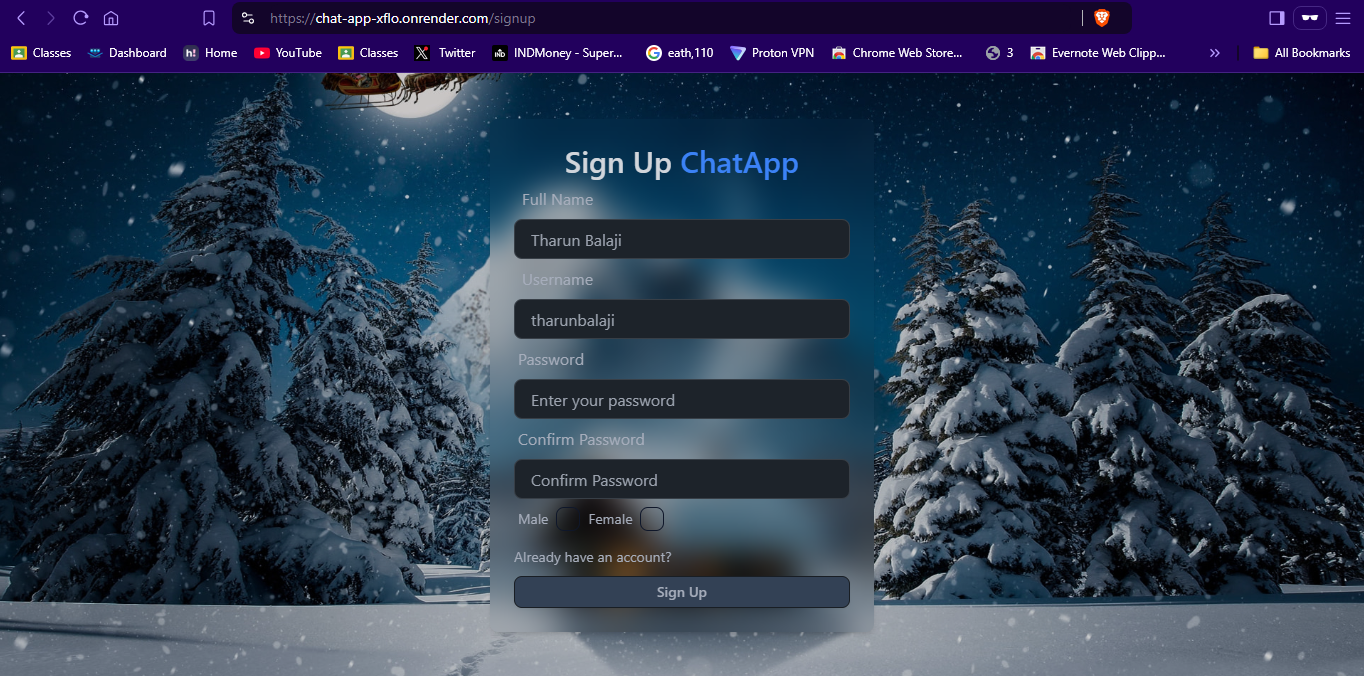 https://chat-app-xflo.onrender.com/signup
Classes Dashboard h! Home YouTube Classes X Twitter IND INDMoney - Super... G eath,110 Proton VPN Chrome Web Store... 3 Evernote Web Clipp... » All Bookmarks
Sign Up ChatApp
Full Name
Tharun Balaji
Username
tharunbalaji
Password
Enter your password
Confirm Password
Confirm Password
Male Female
Already have an account?
Sign Up